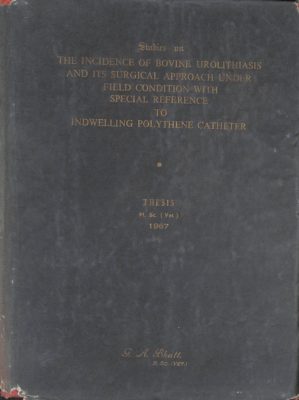 Studies on
THE INCIDENCE OF BOVINE UROLITHIASIS
AND ITS SURGICAL APPROACH UNDER
FIELD CONDITION WITH
SPECIAL REFERENCE
TO
INDWELLING POLYTHENE CATHETER
THESIS
M. Sc. (Vet)
1967
G. A. Bhatt,
B.Sc. (VET.)